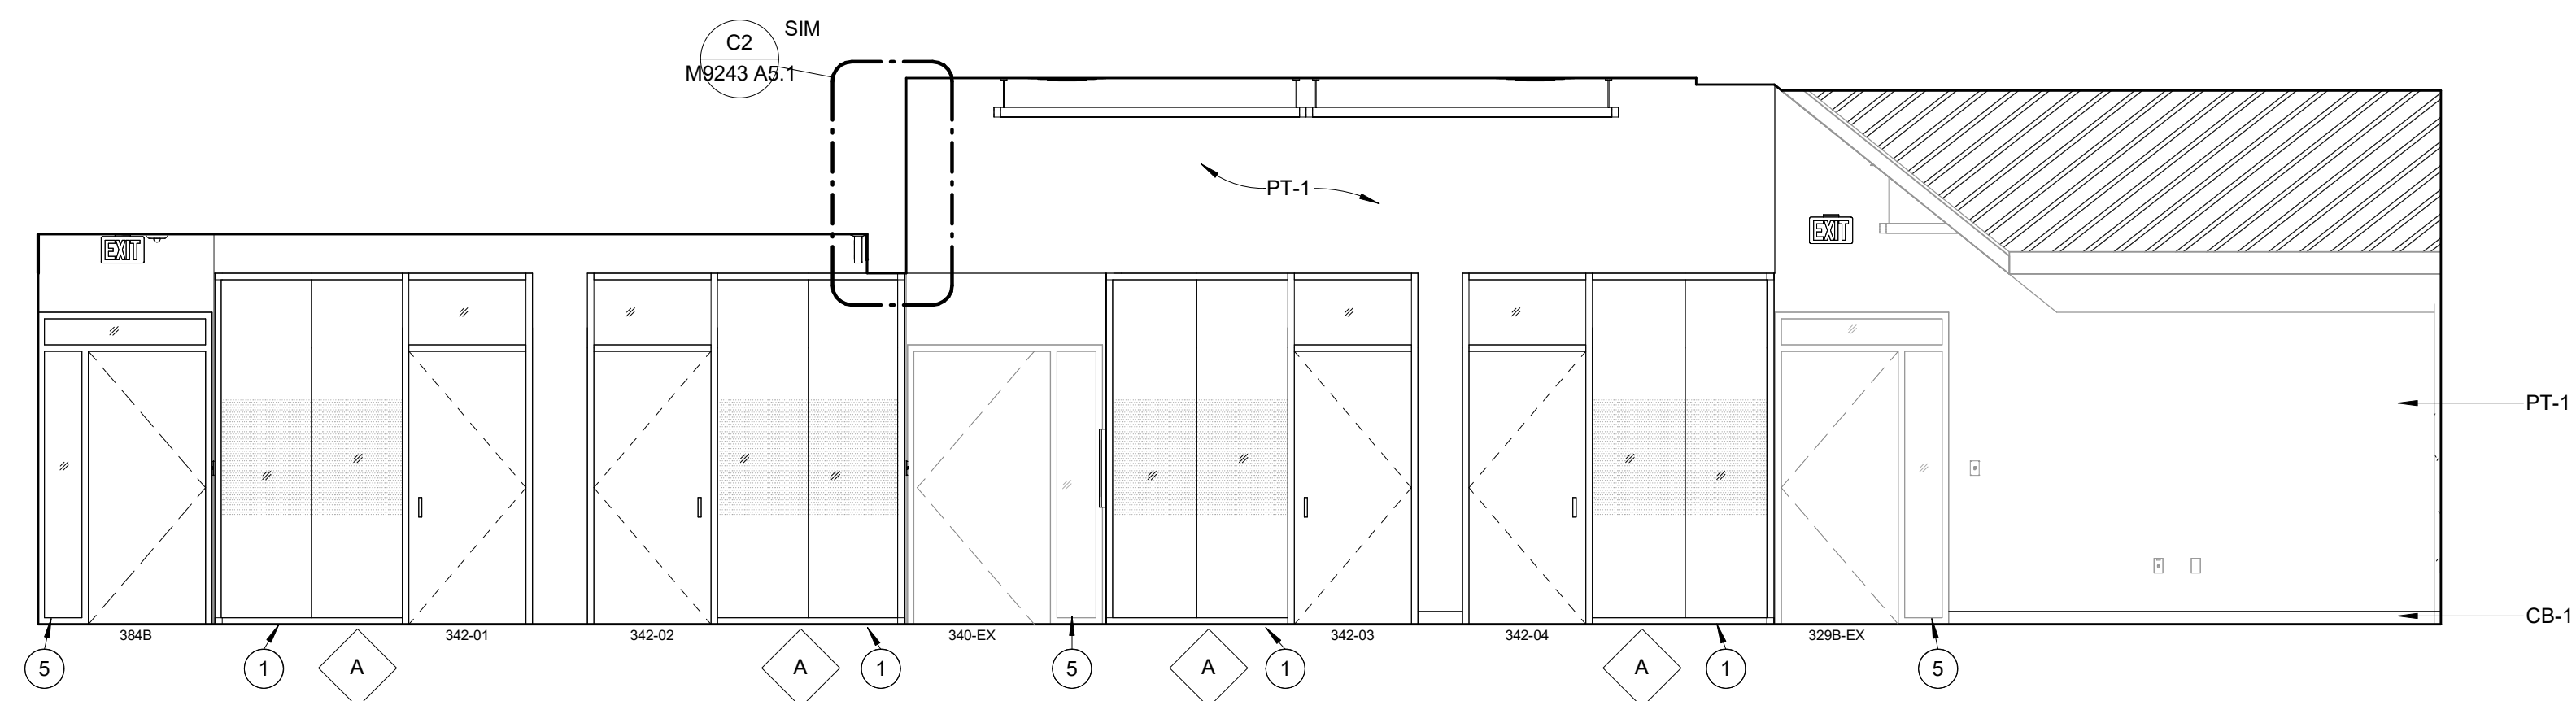 SIM
C2
M9243 A5.1
PT-1
EXIT
EXIT
PT-1
CB-1
384B
342-01
342-02
340-EX
342-03
342-04
329B-EX
5
1
A
A
1
5
A
1
A
1
5